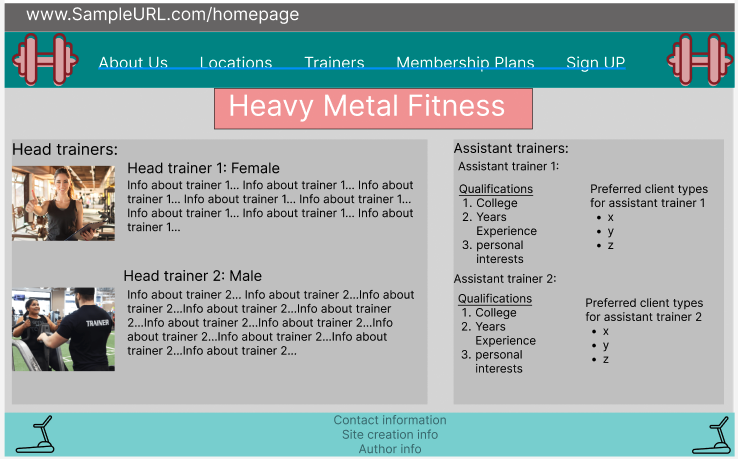 www.SampleURL.com/homepage
About Us Locations Trainers Membership Plans Sign UP
Heavy Metal Fitness
Head trainers:
Head trainer 1: Female
Info about trainer 1... Info about trainer 1... Info about
trainer 1... Info about trainer 1... Info about trainer 1...
Info about trainer 1... Info about trainer 1... Info about
trainer 1...
Head trainer 2: Male
TRAINER
Info about trainer 2... Info about trainer 2...Info about
trainer 2...Info about trainer 2...Info about trainer
2...Info about trainer 2...Info about trainer 2...Info
about trainer 2...Info about trainer 2...Info about
trainer 2...Info about trainer 2...
Assistant trainers:
Assistant trainer 1:
Qualifications
1. College
2. Years
Experience
3. personal
interests
Preferred client types
for assistant trainer 1
• x
• y
• z
Assistant trainer 2:
Qualifications
1. College
2. Years
Experience
3. personal
interests
Preferred client types
for assistant trainer 2
• x
• y
• z
Contact information
Site creation info
Author info